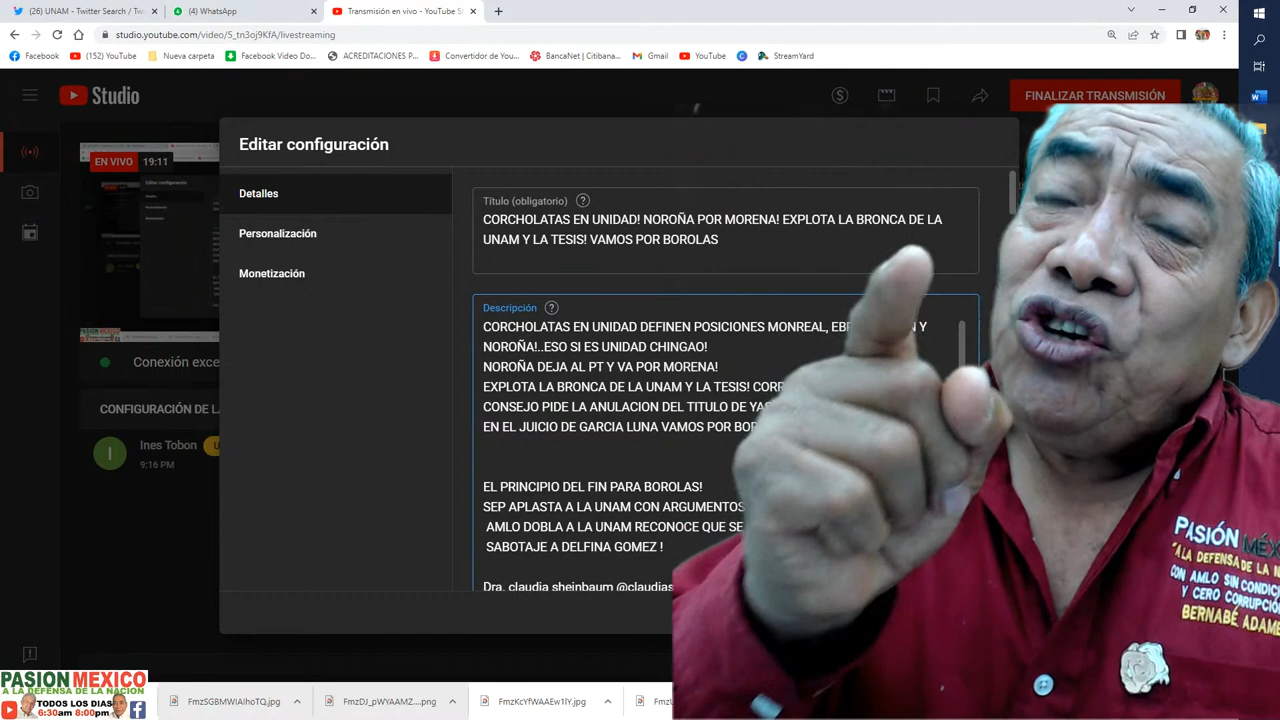 (26) UNAM - Twitter Search / Tw
(4) WhatsApp
Transmisión en vivo - YouTube S
studio.youtube.com/video/5_tn3oj9KfA/livestreaming
Facebook
(152) YouTube
Nueva carpeta
Facebook Video Do...
ACREDITACIONES P...
Convertidor de You...
BancaNet | Citibana...
Gmail
YouTube
StreamYard
Studio
FINALIZAR TRANSMISIÓN
EN VIVO 19:11
Editar configuración
Detalles
Personalización
Monetización
Título (obligatorio)
CORCHOLATAS EN UNIDAD! NOROÑA POR MORENA! EXPLOTA LA BRONCA DE LA
UNAM Y LA TESIS! VAMOS POR BOROLAS
Descripción
CORCHOLATAS EN UNIDAD DEFINEN POSICIONES MONREAL, Y
NOROÑA!..ESO SI ES UNIDAD CHINGAO!
NOROÑA DEJA AL PT Y VA POR MORENA!
EXPLOTA LA BRONCA DE LA UNAM Y LA TESIS!
CONSEJO PIDE LA ANULACION DEL TITULO DE
EN EL JUICIO DE GARCIA LUNA VAMOS POR
EL PRINCIPIO DEL FIN PARA BOROLAS!
SEP APLASTA A LA UNAM CON ARGUMENTOS
AMLO DOBLA A LA UNAM RECONOCE QUE SE
SABOTAJE A DELFINA GOMEZ !
Dra. claudia sheinbaum
Conexión exce
CONFIGURACIÓN DE LA
Ines Tobon
9:16 PM
PASIÓN MÉX
"A LA DEFENSA DE LA
CON AMLO SIN
Y CERO
BERNABÉ ADAME
PASION MEXICO
A LA DEFENSA DE LA NACION
TODOS LOS DIAS
6:30am 8:00pm
FmzSGBMWIAIhoTQ.jpg
FmzDJ_pWYAAMZ....png
FmzKcYfWAAEw1lY.jpg